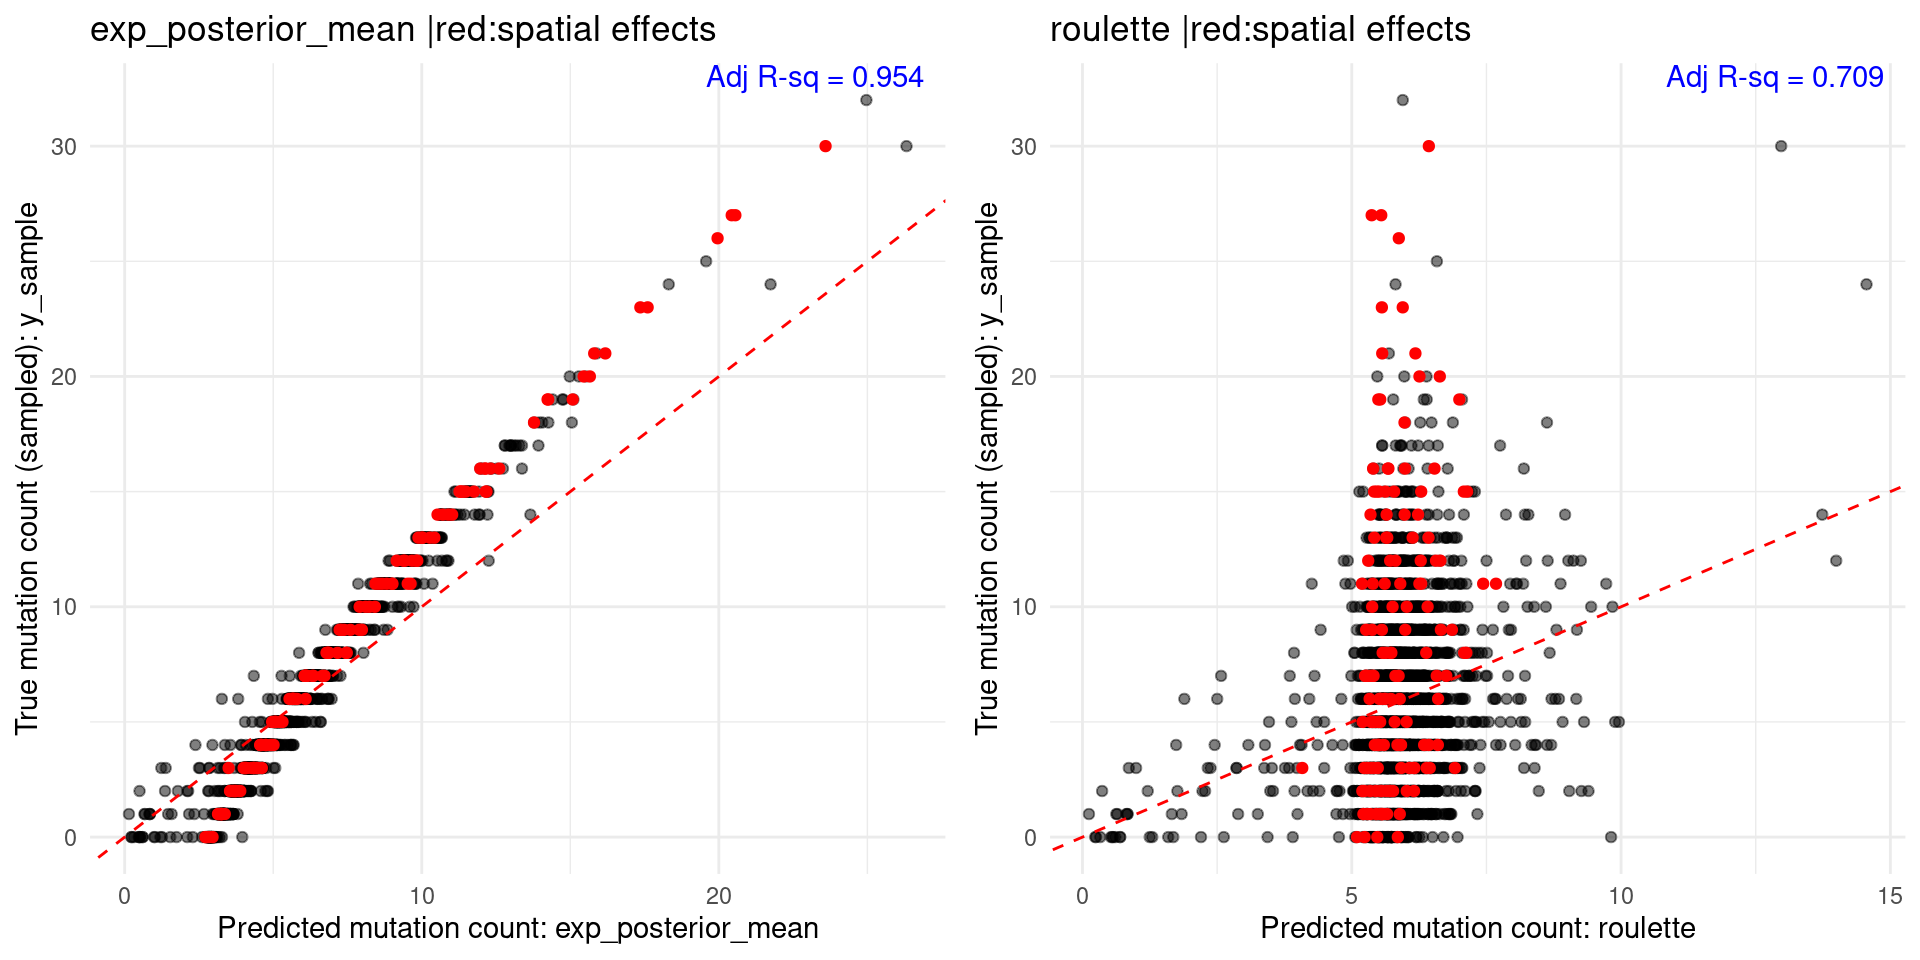 exp_posterior_mean |red:spatial effects
Adj R-sq = 0.954
True mutation count (sampled): y_sample
30
20
10
0
0
10
20
Predicted mutation count: exp_posterior_mean
roulette |red:spatial effects
Adj R-sq = 0.709
True mutation count (sampled): y_sample
30
20
10
0
0
5
10
15
Predicted mutation count: roulette